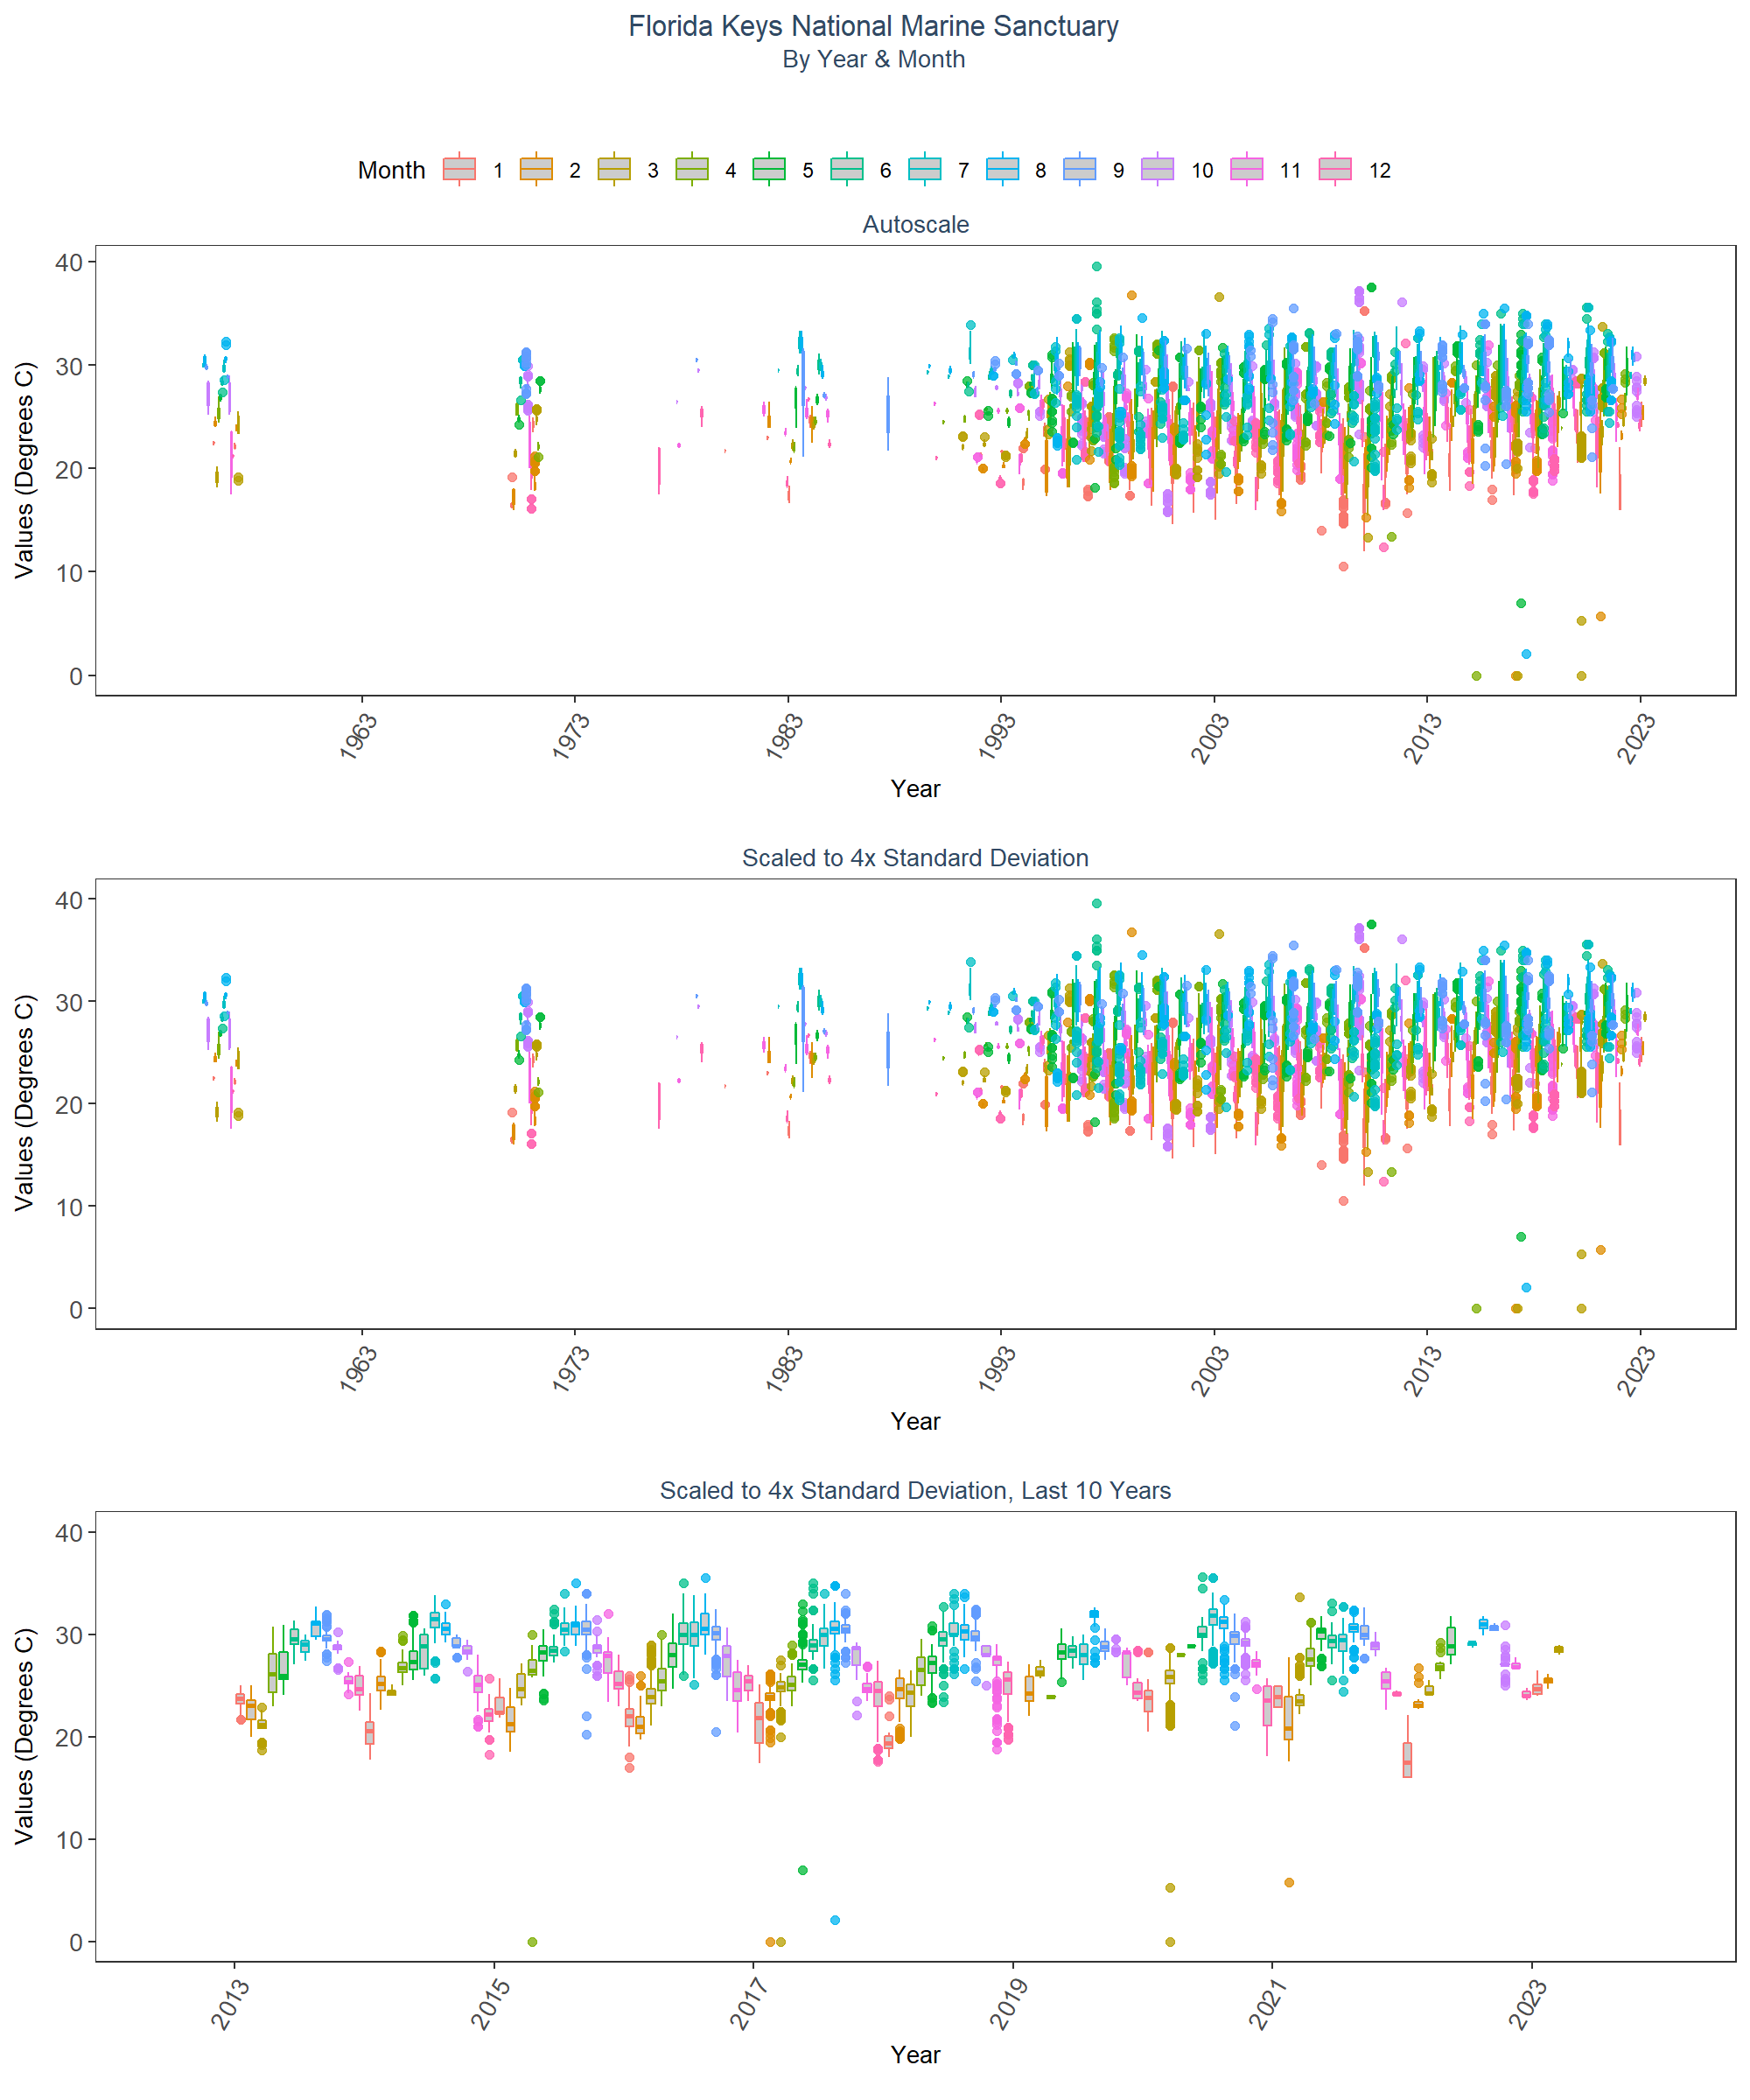 Florida Keys National Marine Sanctuary
By Year & Month
Month 1 2 3 4 5 6 7 8 9 10 11 12
Autoscale
Values (Degrees C)
40
30
20
10
0
1963 1973 1983 1993 2003 2013 2023
Year
Scaled to 4x Standard Deviation
Values (Degrees C)
40
30
20
10
0
1963 1973 1983 1993 2003 2013 2023
Year
Scaled to 4x Standard Deviation, Last 10 Years
Values (Degrees C)
40
30
20
10
0
2013 2015 2017 2019 2021 2023
Year